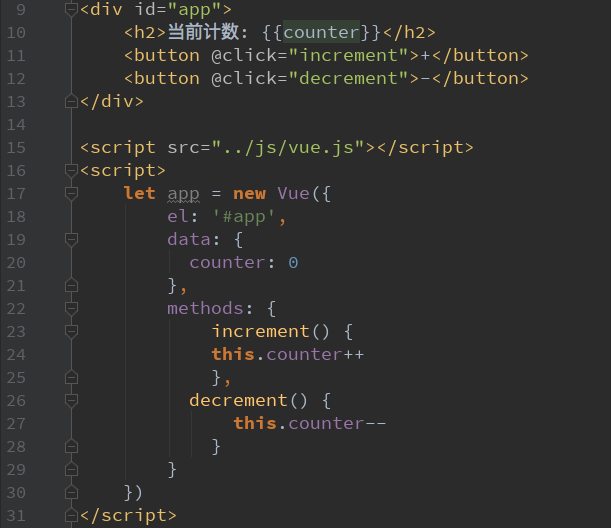 9 <div id="app">
10     <h2>当前计数: {{counter}}</h2>
11     <button @click="increment">+</button>
12     <button @click="decrement">-</button>
13 </div>
14
15 <script src="../js/vue.js"></script>
16 <script>
17     let app = new Vue({
18         el: '#app',
19         data: {
20           counter: 0
21         },
22         methods: {
23             increment() {
24             this.counter++
25             },
26           decrement() {
27               this.counter--
28             }
29         }
30     })
31 </script>